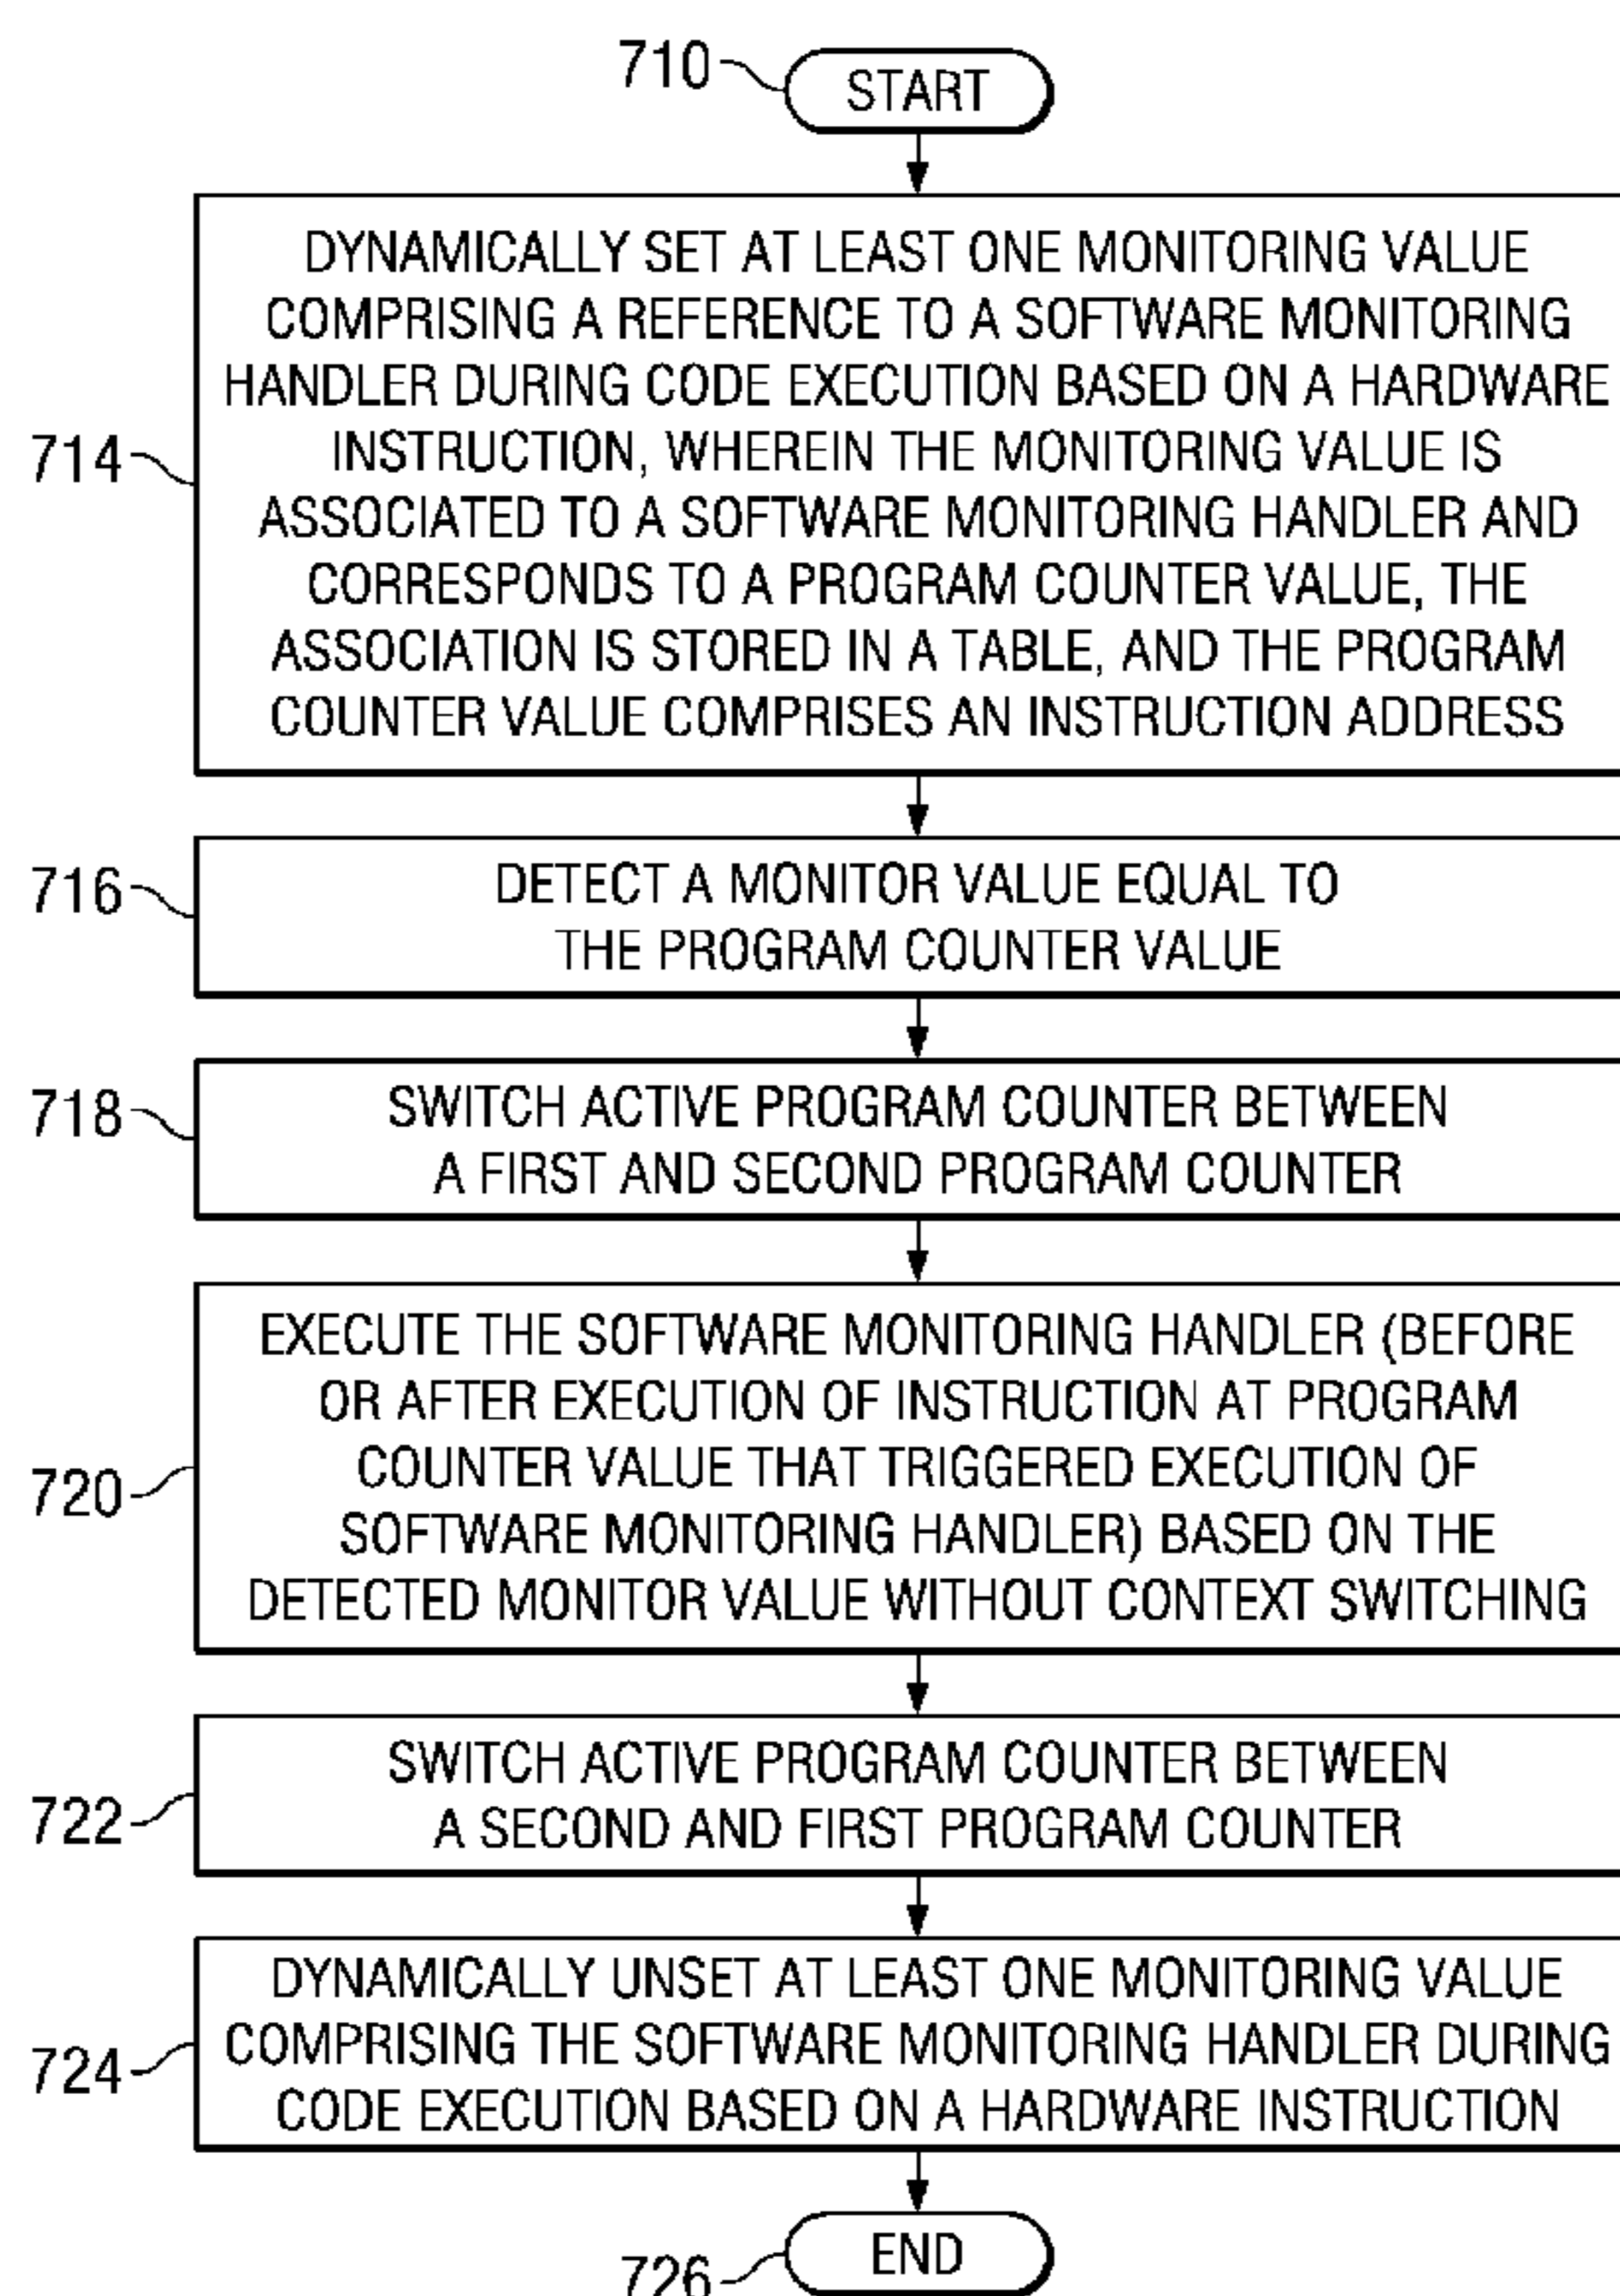 710
START
DYNAMICALLY SET AT LEAST ONE MONITORING VALUE
COMPRISING A REFERENCE TO A SOFTWARE MONITORING
HANDLER DURING CODE EXECUTION BASED ON A HARDWARE
INSTRUCTION, WHEREIN THE MONITORING VALUE IS
ASSOCIATED TO A SOFTWARE MONITORING HANDLER AND
CORRESPONDS TO A PROGRAM COUNTER VALUE, THE
ASSOCIATION IS STORED IN A TABLE, AND THE PROGRAM
COUNTER VALUE COMPRISES AN INSTRUCTION ADDRESS
714
716
DETECT A MONITOR VALUE EQUAL TO
THE PROGRAM COUNTER VALUE
718
SWITCH ACTIVE PROGRAM COUNTER BETWEEN
A FIRST AND SECOND PROGRAM COUNTER
EXECUTE THE SOFTWARE MONITORING HANDLER (BEFORE
OR AFTER EXECUTION OF INSTRUCTION AT PROGRAM
COUNTER VALUE THAT TRIGGERED EXECUTION OF
SOFTWARE MONITORING HANDLER) BASED ON THE
DETECTED MONITOR VALUE WITHOUT CONTEXT SWITCHING
720
SWITCH ACTIVE PROGRAM COUNTER BETWEEN
A SECOND AND FIRST PROGRAM COUNTER
722
DYNAMICALLY UNSET AT LEAST ONE MONITORING VALUE
COMPRISING THE SOFTWARE MONITORING HANDLER DURING
CODE EXECUTION BASED ON A HARDWARE INSTRUCTION
724
END
726